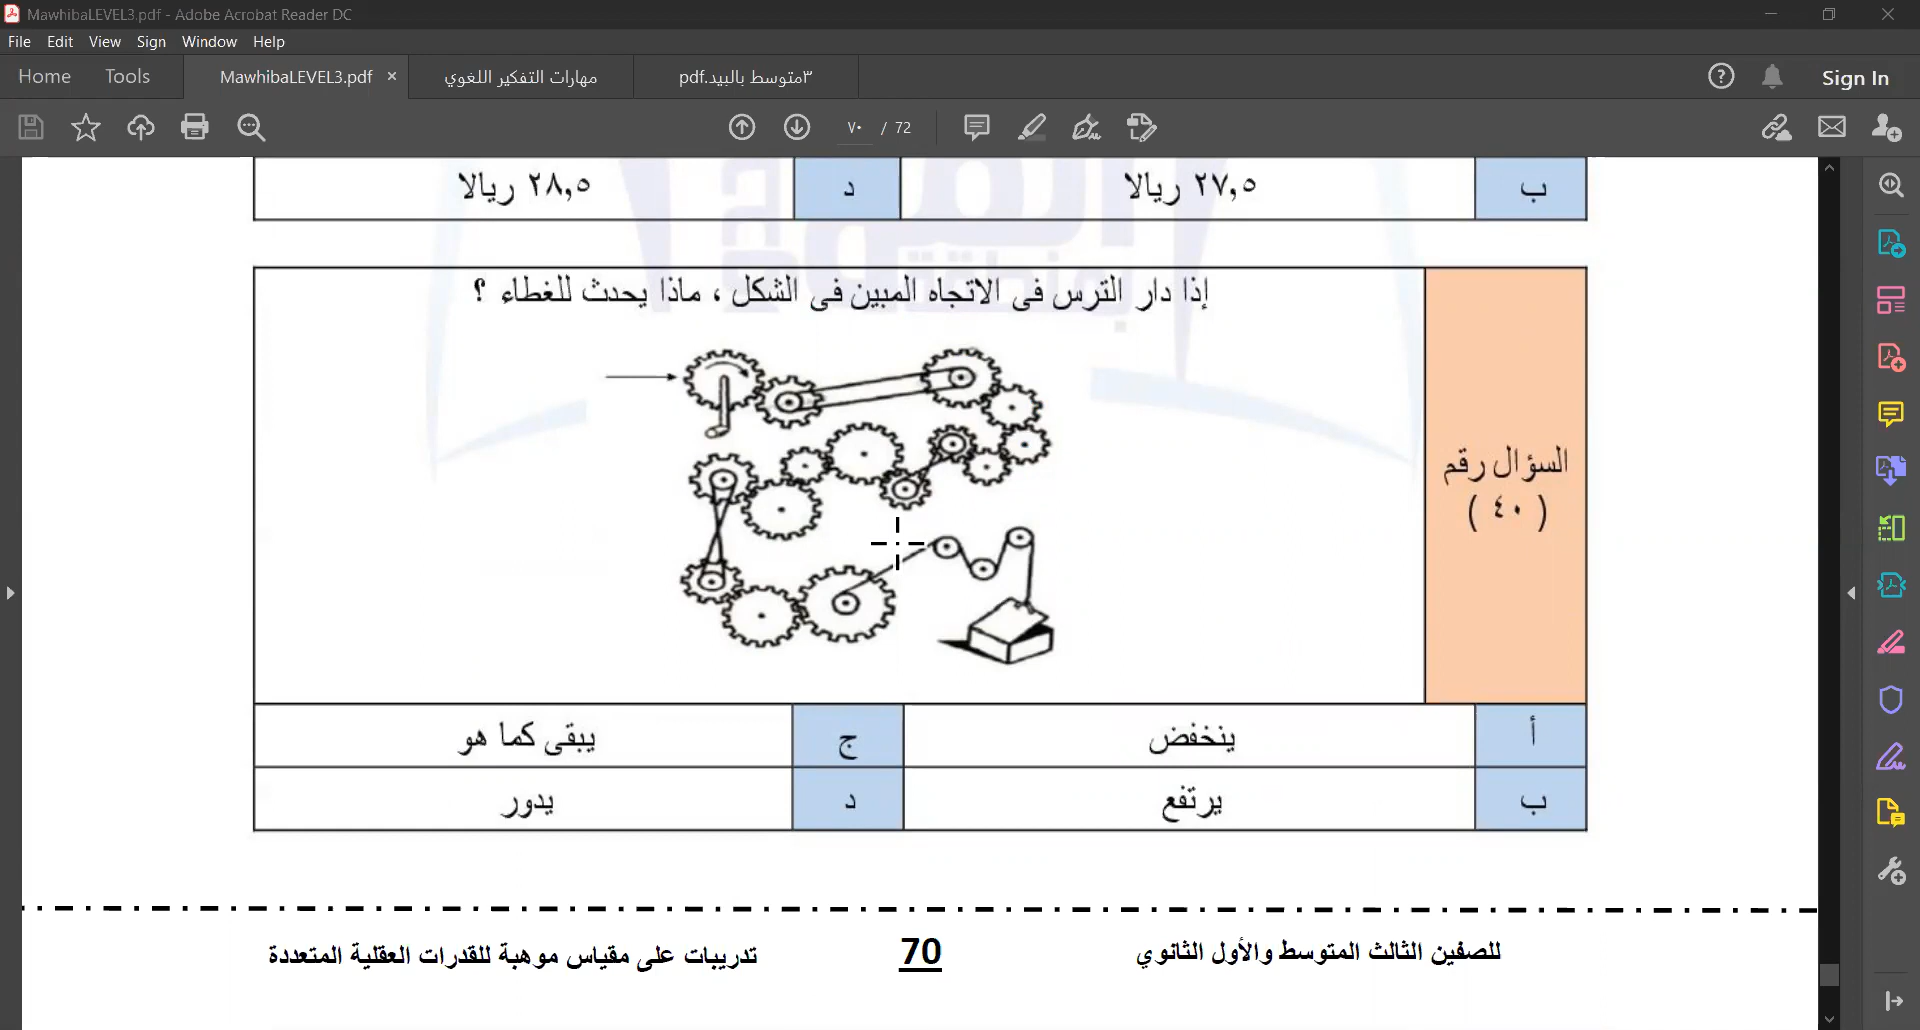 MawhibaLEVEL3.pdf - Adobe Acrobat Reader DC
File Edit View Sign Window Help
Home Tools MawhibaLEVEL3.pdf × مهارات التفكير اللغوي ٣متوسط بالبيد.pdf Sign In
٧٠ / 72
ب ٢٧,٥ ريالا د ٢٨,٥ ريالا
إذا دار الترس فى الاتجاه المبين فى الشكل ، ماذا يحدث للغطاء ؟
السؤال رقم
( ٤٠ )
أ ينخفض ج يبقى كما هو
ب يرتفع د يدور
للصفين الثالث المتوسط والأول الثانوي 70 تدريبات على مقياس موهبة للقدرات العقلية المتعددة